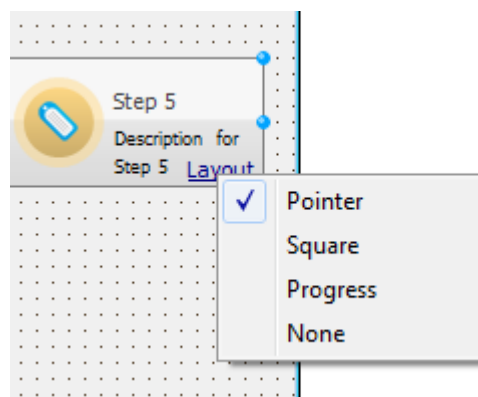 Step 5
Description for
Step 5 Layout
Pointer
Square
Progress
None